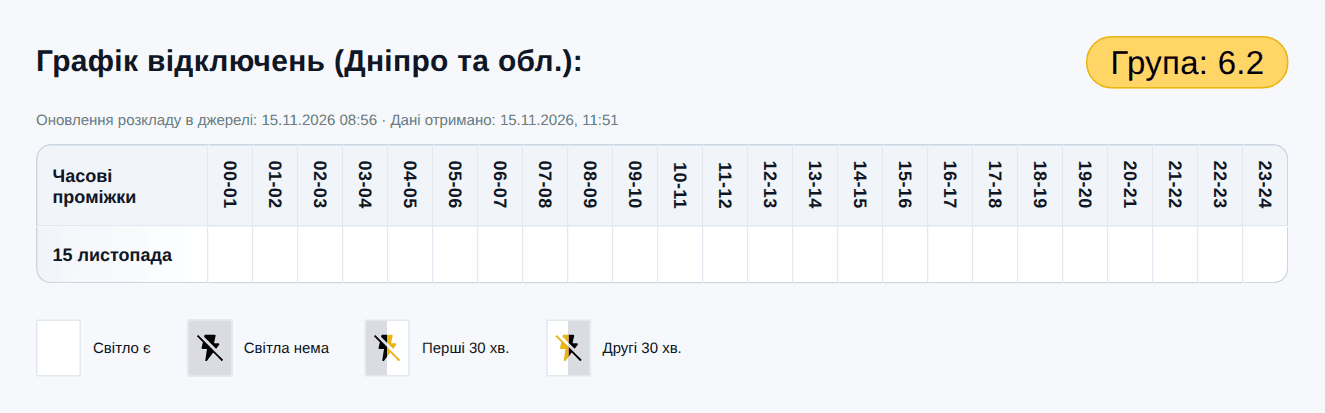 Графік відключень (Дніпро та обл.):
Група: 6.2
Оновлення розкладу в джерелі: 15.11.2026 08:56 · Дані отримано: 15.11.2026, 11:51
Часові
проміжки
00-01
01-02
02-03
03-04
04-05
05-06
06-07
07-08
08-09
09-10
10-11
11-12
12-13
13-14
14-15
15-16
16-17
17-18
18-19
19-20
20-21
21-22
22-23
23-24
15 листопада
Світло є
Світла нема
Перші 30 хв.
Другі 30 хв.